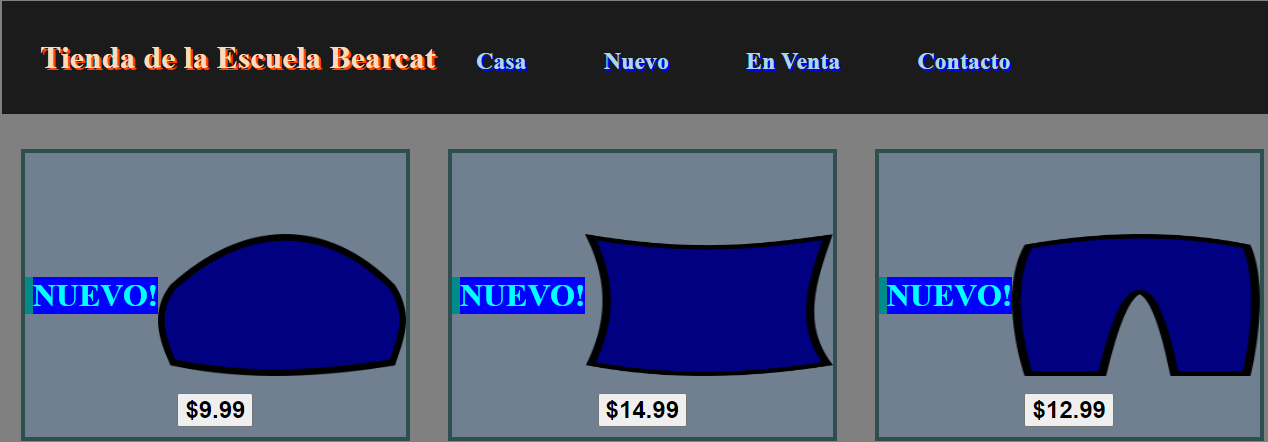 Tienda de la Escuela Bearcat
Casa Nuevo En Venta Contacto
NUEVO! NUEVO! NUEVO!
$9.99 $14.99 $12.99